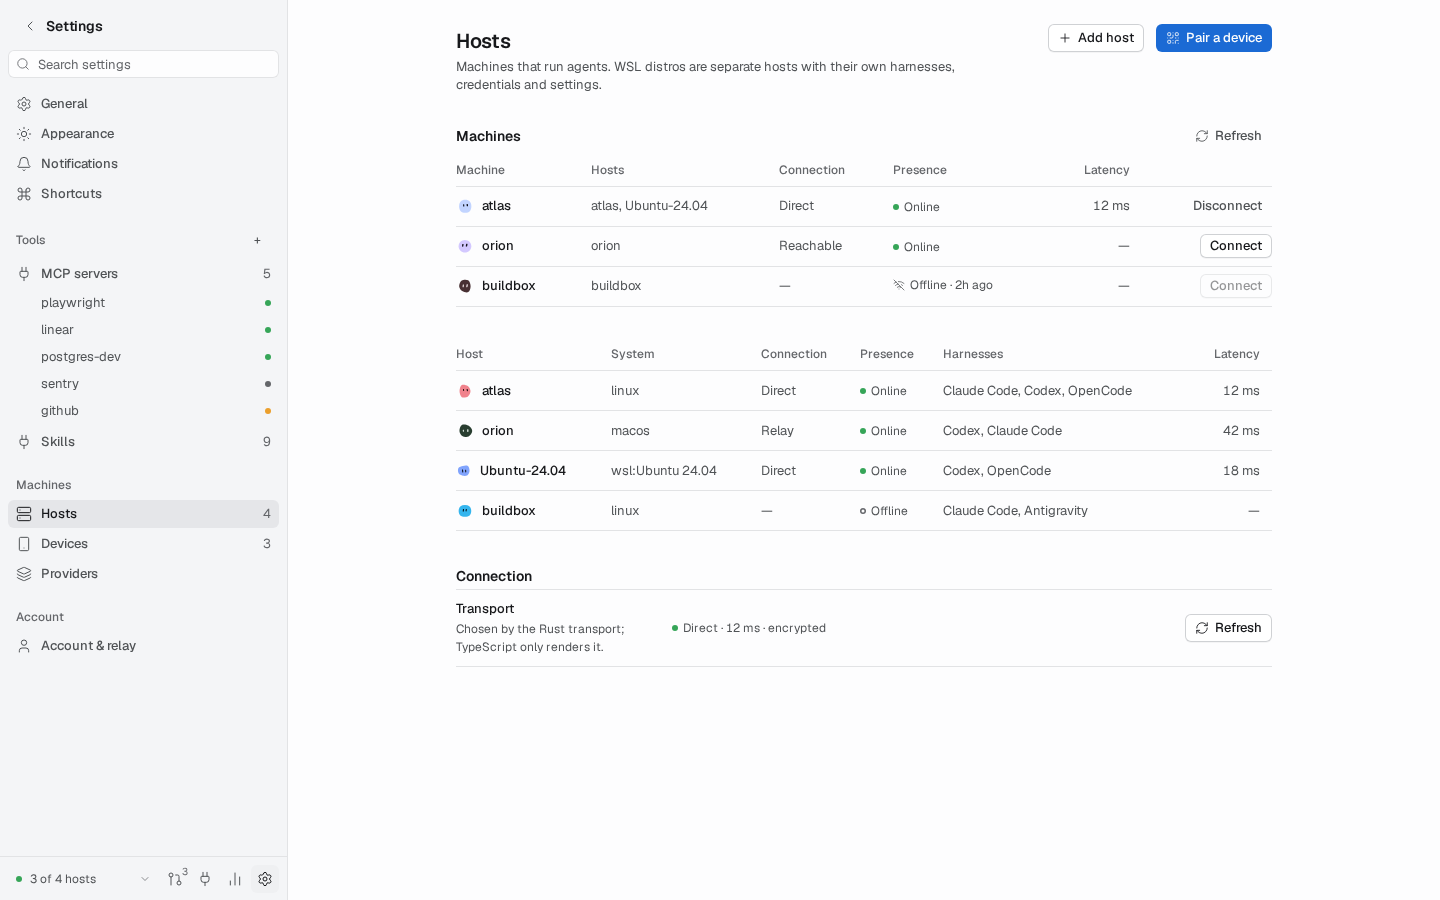 Settings
Search settings
General
Appearance
Notifications
Shortcuts
Tools +
MCP servers 5
playwright
linear
postgres-dev
sentry
github
Skills 9
Machines
Hosts 4
Devices 3
Providers
Account
Account & relay
3 of 4 hosts 3
Hosts
Add host
Pair a device
Machines that run agents. WSL distros are separate hosts with their own harnesses,
credentials and settings.
Machines Refresh
Machine Hosts Connection Presence Latency
atlas atlas, Ubuntu-24.04 Direct Online 12 ms Disconnect
orion orion Reachable Online — Connect
buildbox buildbox — Offline · 2h ago — Connect
Host System Connection Presence Harnesses Latency
atlas linux Direct Online Claude Code, Codex, OpenCode 12 ms
orion macos Relay Online Codex, Claude Code 42 ms
Ubuntu-24.04 wsl:Ubuntu 24.04 Direct Online Codex, OpenCode 18 ms
buildbox linux — Offline Claude Code, Antigravity —
Connection
Transport
Chosen by the Rust transport;
TypeScript only renders it.
Direct · 12 ms · encrypted
Refresh